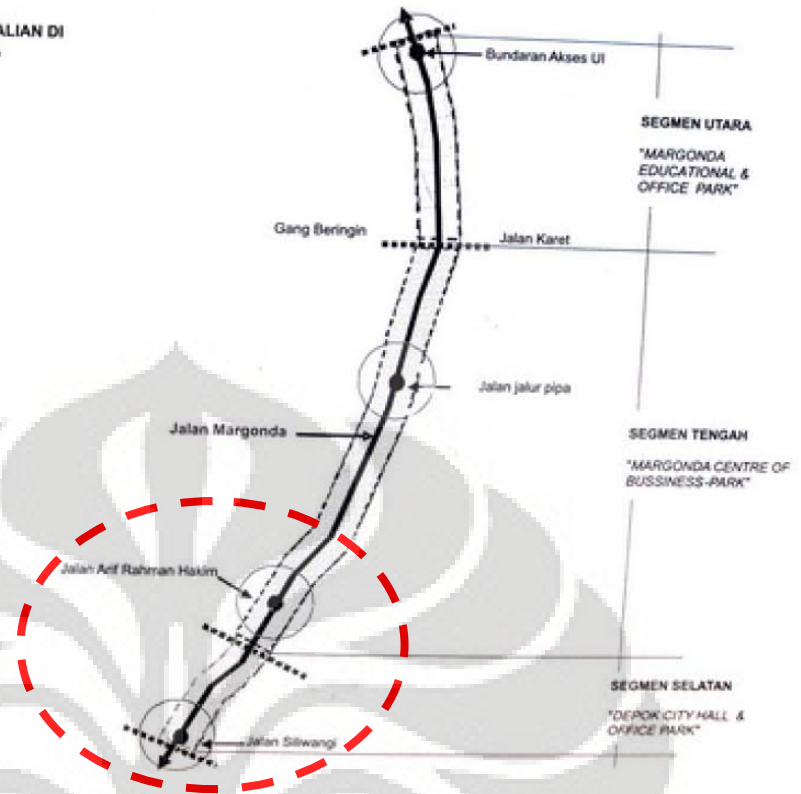 ALIAN DI
Bundaran Akses UI
SEGMEN UTARA
"MARGONDA
EDUCATIONAL &
OFFICE PARK"
Gang Beringin
Jalan Karet
Jalan jalur pipa
Jalan Margonda
SEGMEN TENGAH
"MARGONDA CENTRE OF
BUSSINESS-PARK"
Jalan Arif Rahman Hakim
SEGMEN SELATAN
"DEPOK CITY HALL &
OFFICE PARK"
Jalan Siliwangi